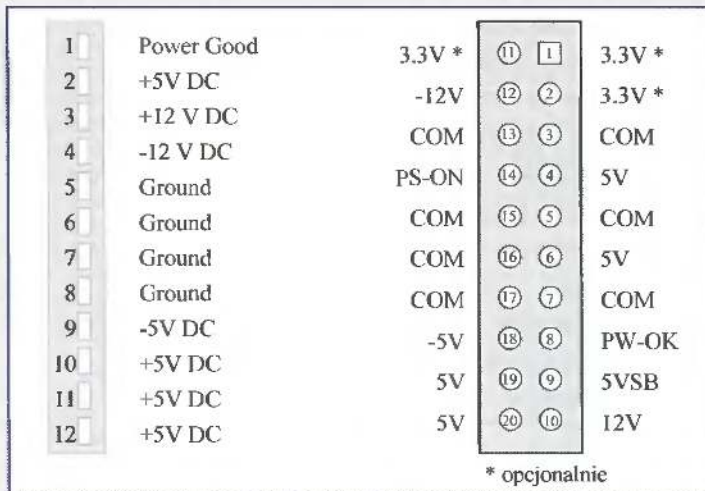 1 Power Good
2 +5V DC
3 +12 V DC
4 -12 V DC
5 Ground
6 Ground
7 Ground
8 Ground
9 -5V DC
10 +5V DC
11 +5V DC
12 +5V DC
3.3V * 11 1 3.3V *
-12V 12 2 3.3V *
COM 13 3 COM
PS-ON 14 4 5V
COM 15 5 COM
COM 16 6 5V
COM 17 7 COM
-5V 18 8 PW-OK
5V 19 9 5VSB
5V 20 10 12V
* opcjonalnie